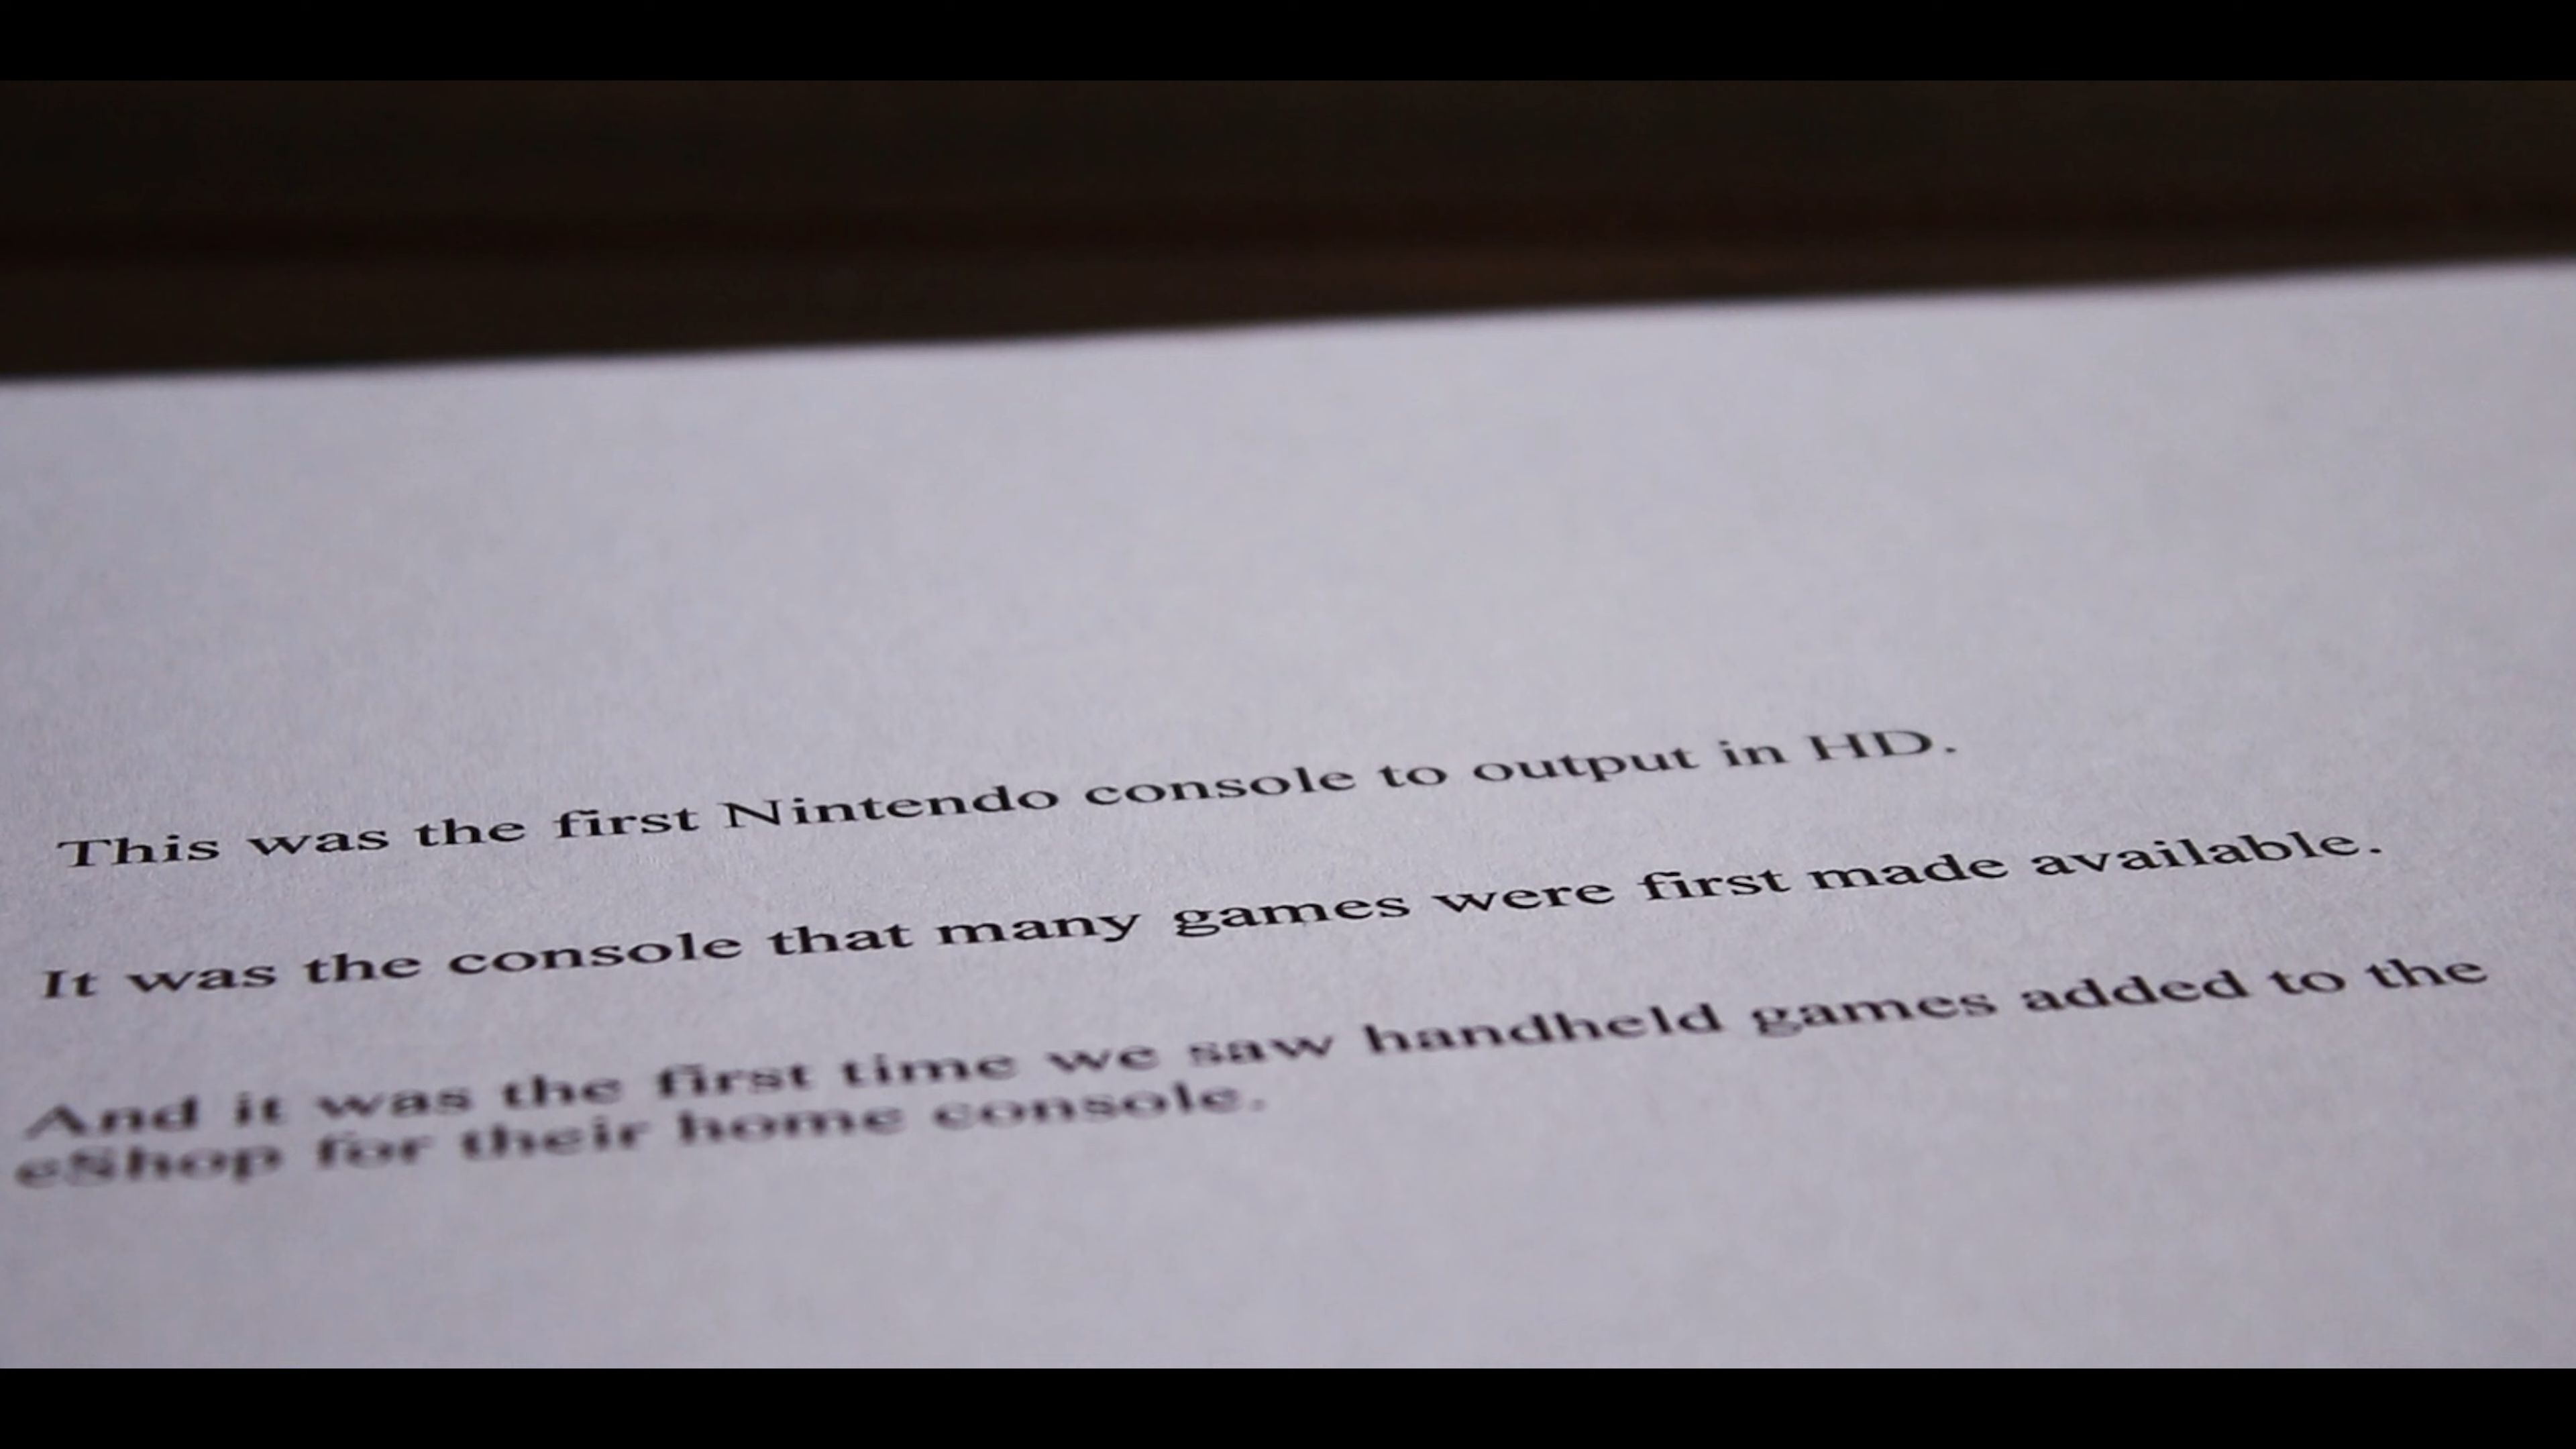 This was the first Nintendo console to output in HD.
It was the console that many games were first made available.
And it was the first time we saw handheld games added to the
eShop for their home console.